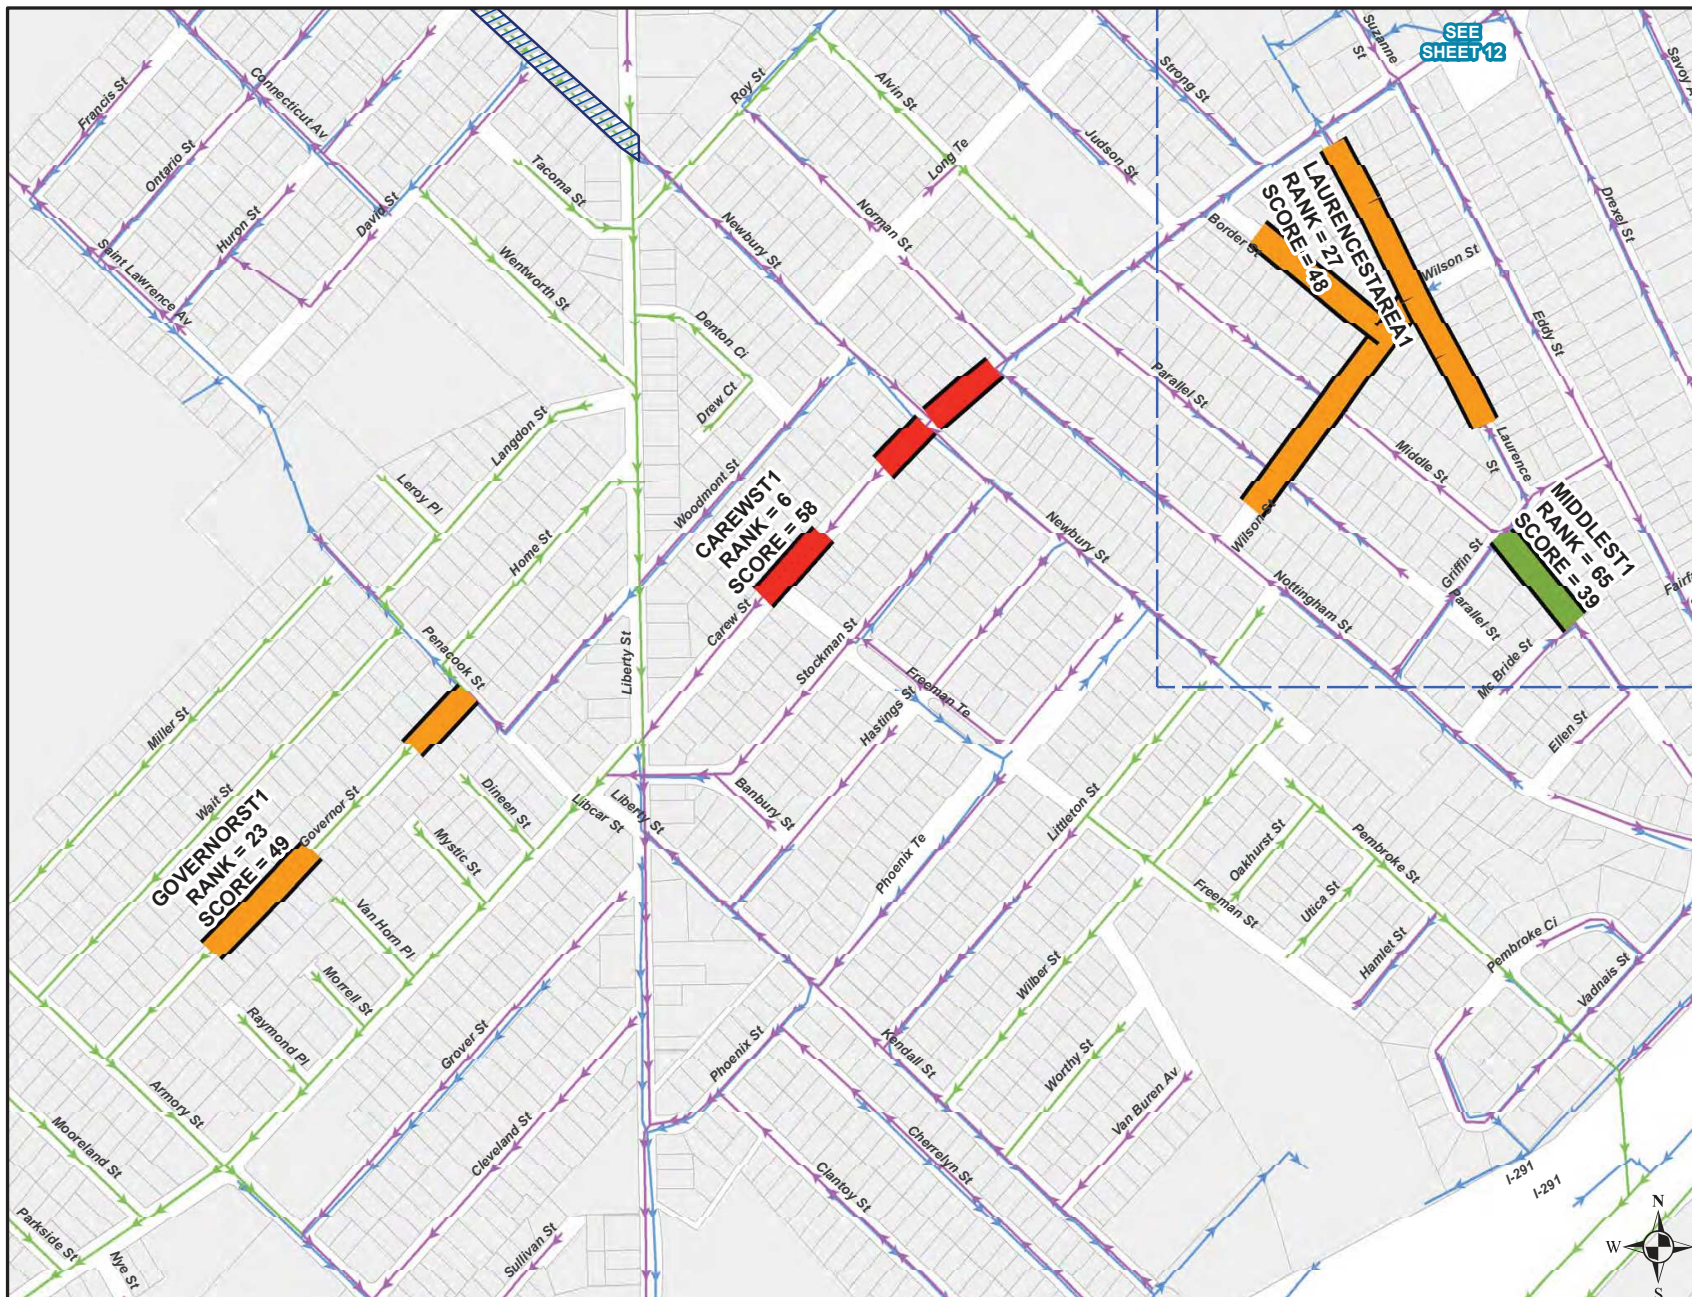 SEE
SHEET 12
Suzanne
St
Savoy A
Strong St
Francis St
Connecticut Av
Roy St
Alvin St
Judson St
Long Te
Ontario St
Tacoma St
Huron St
David St
Norman St
Newbury St
Border St
LAURENCESTAREA1
RANK = 27
SCORE = 48
Drexel St
Wilson St
Saint Lawrence Av
Wentworth St
Denton Ci
Eddy St
Parallel St
Drew Ct
Langdon St
Leroy Pl
Middle St
Laurence
St
Woodmont St
CAREWST1
RANK = 6
SCORE = 58
Home St
Newbury St
Wilson St
MIDDLEST1
RANK = 65
SCORE = 39
Griffin St
Parallel St
Fairf
Nottingham St
Carew St
Stockman St
Liberty St
Penacook St
Freeman Te
Mc Bride St
Hastings St
Ellen St
Miller St
Wait St
Governor St
Dineen St
Libcar St
Liberty St
Banbury St
Littleton St
GOVERNORST1
RANK = 23
SCORE = 49
Mystic St
Phoenix Te
Oakhurst St
Pembroke St
Freeman St
Utica St
Van Horn Pl
Hamlet St
Pembroke Ci
Vadnais St
Wilber St
Morrell St
Raymond Pl
Grover St
Phoenix St
Kendall St
Worthy St
Van Buren Av
Armory St
Mooreland St
Cleveland St
Cherrelyn St
Clantoy St
I-291
I-291
Parkside St
Nye St
Sullivan St
N
W
S